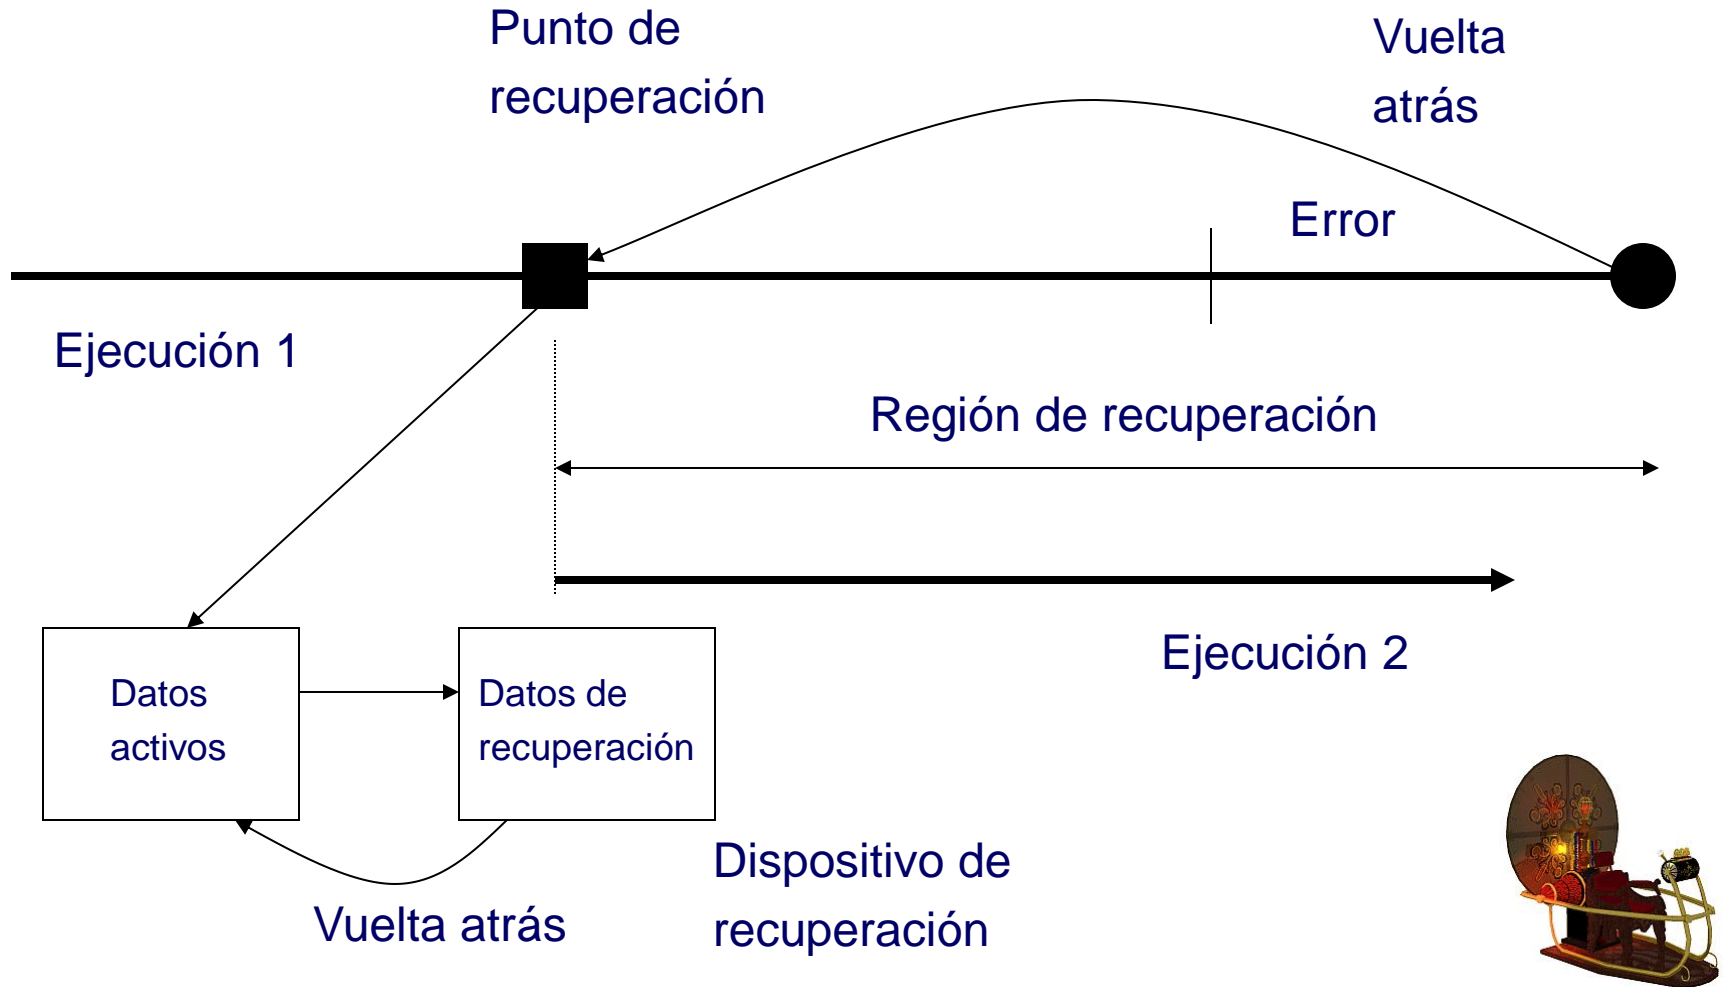 Punto de
recuperación
Vuelta
atrás
Error
Ejecución 1
Región de recuperación
Ejecución 2
Datos
activos
Datos de
recuperación
Vuelta atrás
Dispositivo de
recuperación